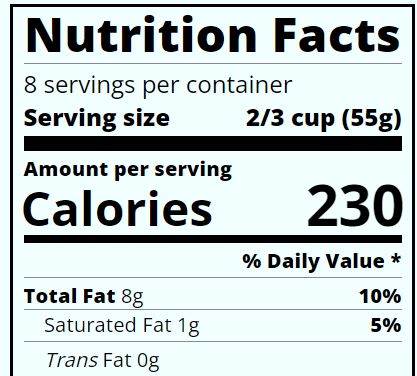 Nutrition Facts
8 servings per container
Serving size 2/3 cup (55g)
Amount per serving
Calories 230
% Daily Value *
Total Fat 8g 10%
Saturated Fat 1g 5%
Trans Fat 0g